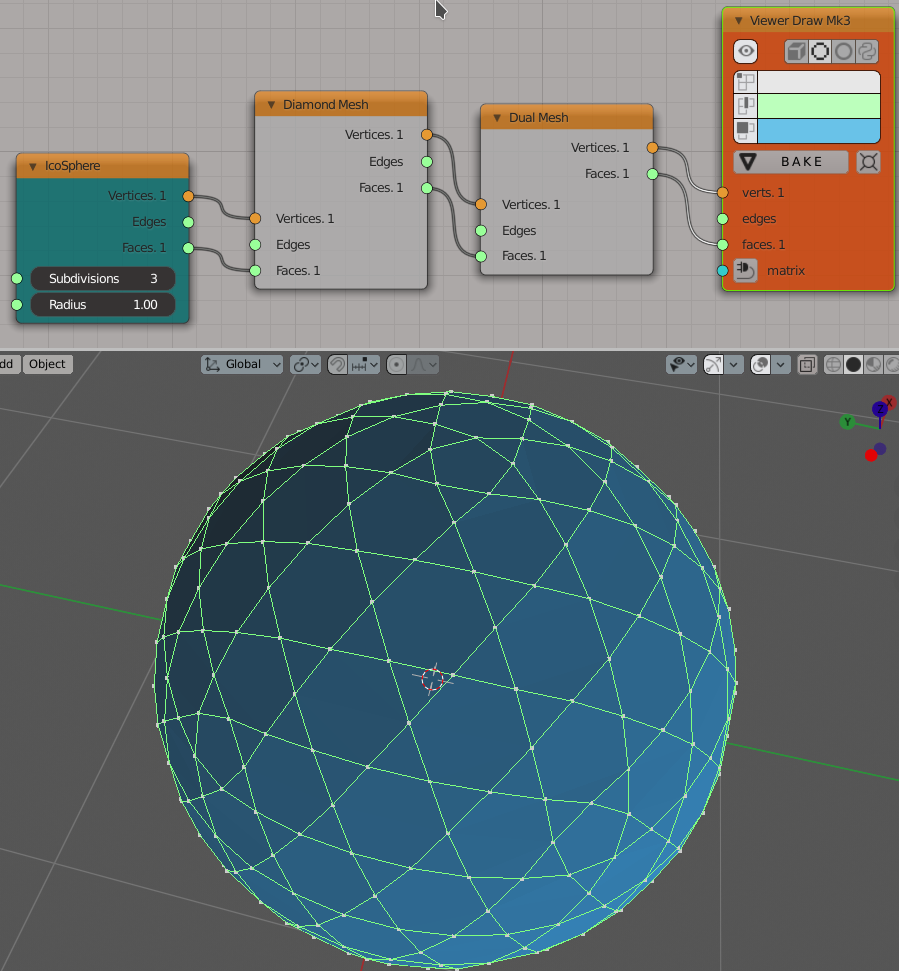 Viewer Draw Mk3
BAKE
verts. 1
edges
faces. 1
matrix
Diamond Mesh
Vertices. 1
Edges
Faces. 1
Vertices. 1
Edges
Faces. 1
Dual Mesh
Vertices. 1
Faces. 1
Vertices. 1
Edges
Faces. 1
IcoSphere
Vertices. 1
Edges
Faces. 1
Subdivisions 3
Radius 1.00
dd Object Global
X
Z
Y